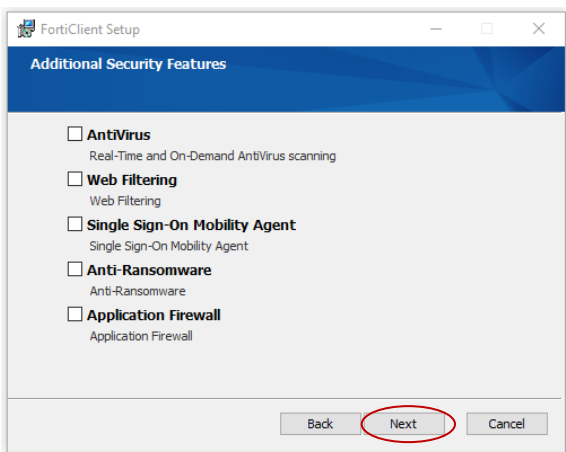 FortiClient Setup
Additional Security Features
AntiVirus
Real-Time and On-Demand AntiVirus scanning
Web Filtering
Web Filtering
Single Sign-On Mobility Agent
Single Sign-On Mobility Agent
Anti-Ransomware
Anti-Ransomware
Application Firewall
Application Firewall
Back Next Cancel